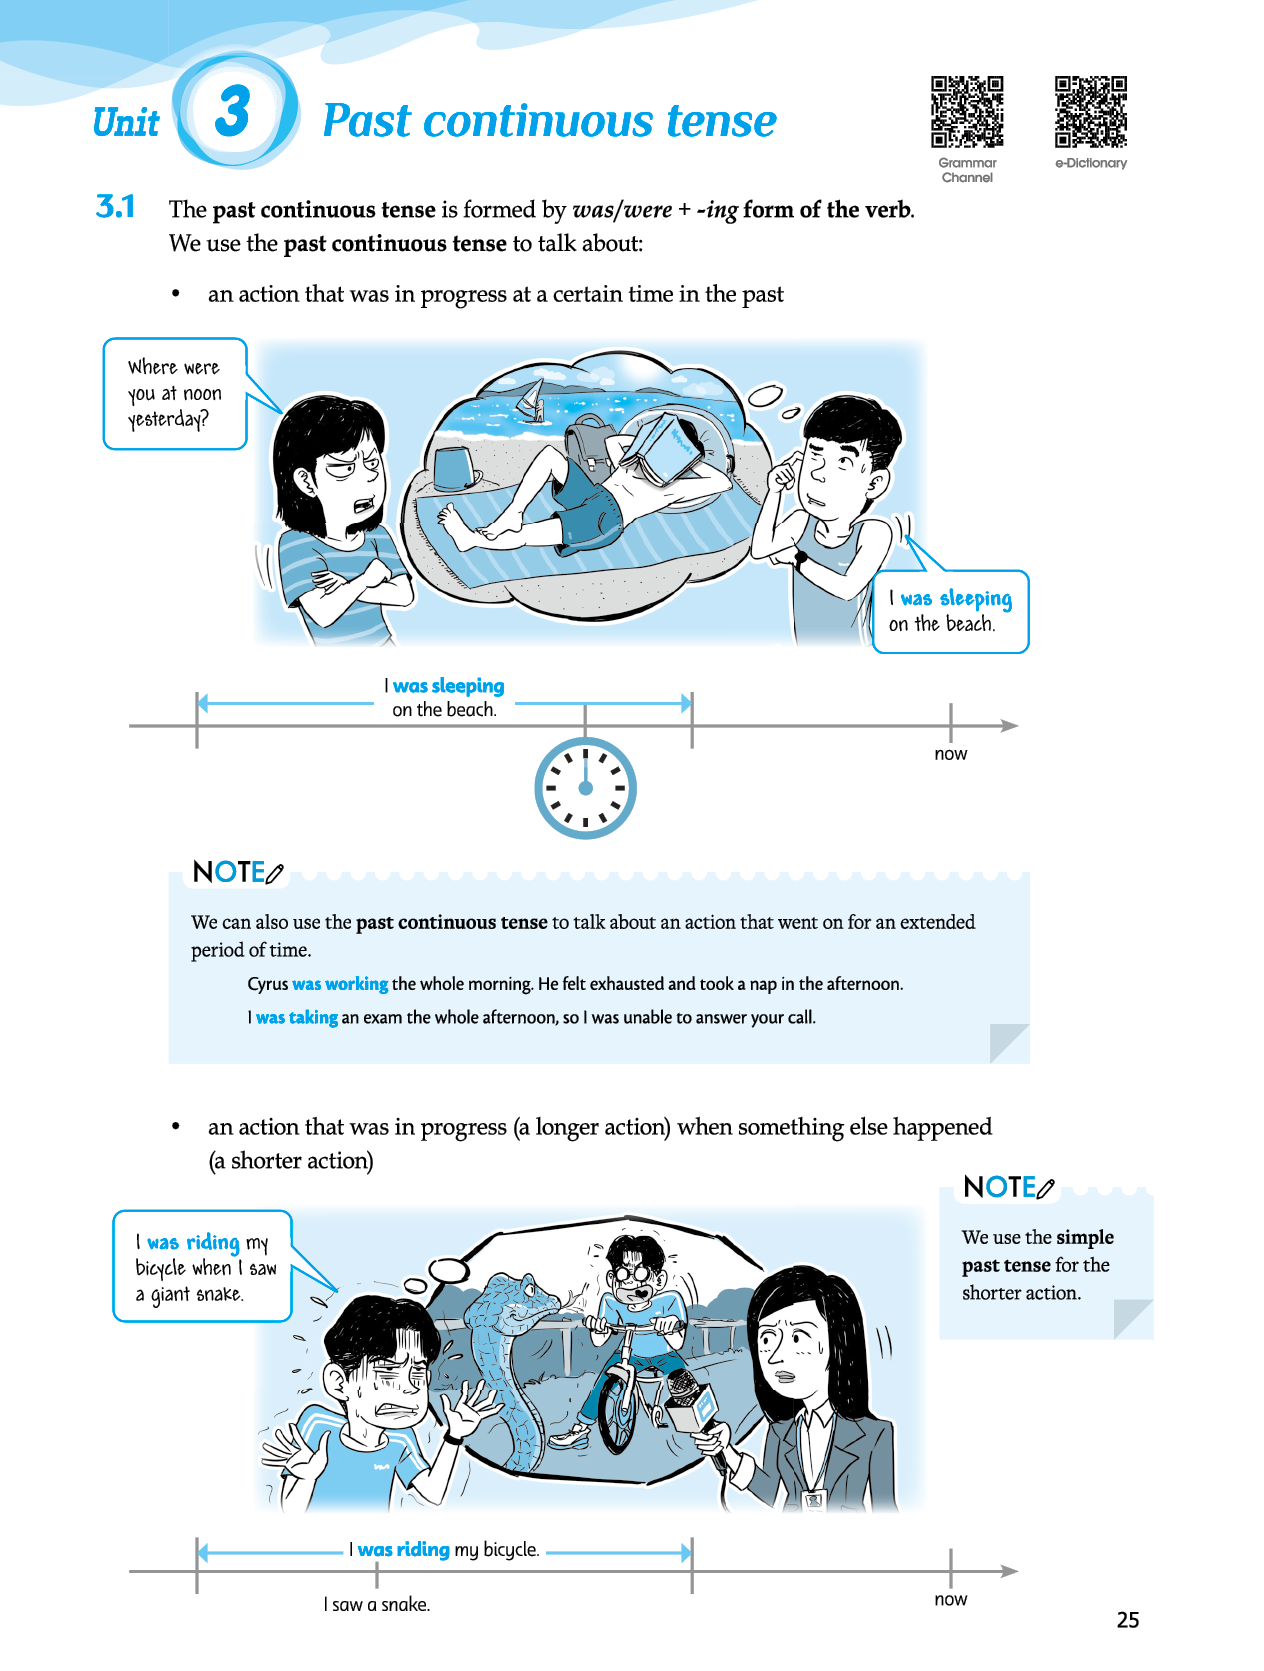 Unit 3 Past continuous tense
Grammar
Channel
e-Dictionary
3.1 The past continuous tense is formed by was/were + -ing form of the verb.
We use the past continuous tense to talk about:
• an action that was in progress at a certain time in the past
Where were
you at noon
yesterday?
I was sleeping
on the beach.
I was sleeping
on the beach.
now
NOTE
We can also use the past continuous tense to talk about an action that went on for an extended
period of time.
Cyrus was working the whole morning. He felt exhausted and took a nap in the afternoon.
I was taking an exam the whole afternoon, so I was unable to answer your call.
• an action that was in progress (a longer action) when something else happened
(a shorter action)
NOTE
We use the simple
past tense for the
shorter action.
I was riding my
bicycle when I saw
a giant snake.
I was riding my bicycle.
I saw a snake.
now
25